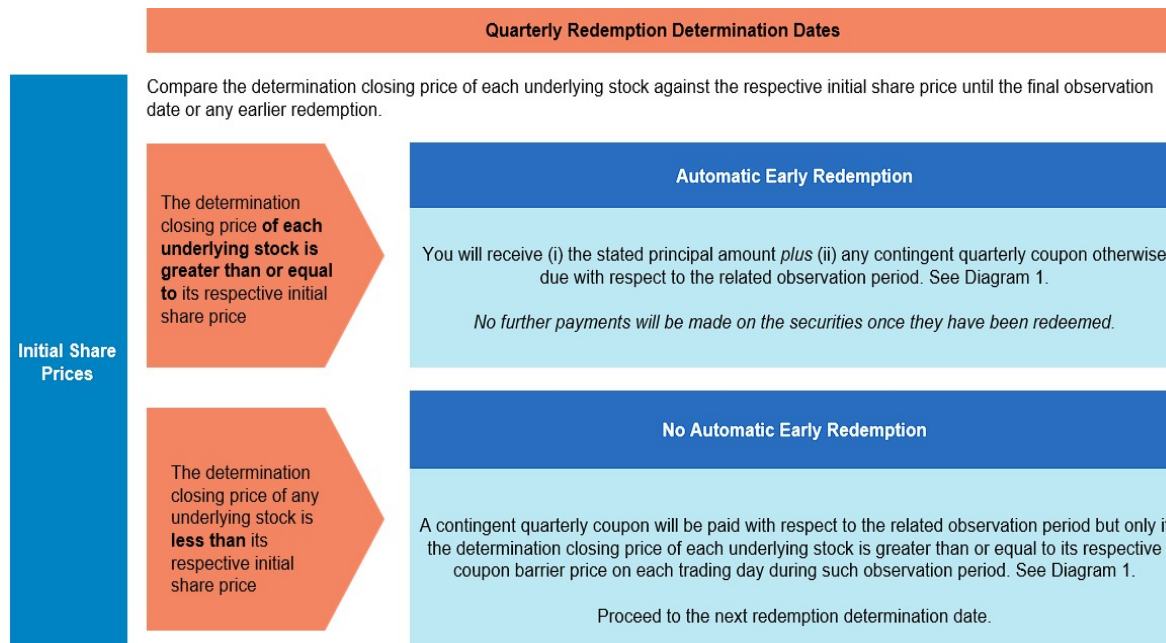 Quarterly Redemption Determination Dates
Compare the determination closing price of each underlying stock against the respective initial share price until the final observation
date or any earlier redemption.
Initial Share
Prices
The determination
closing price of each
underlying stock is
greater than or equal
to its respective initial
share price
Automatic Early Redemption
You will receive (i) the stated principal amount plus (ii) any contingent quarterly coupon otherwise
due with respect to the related observation period. See Diagram 1.
No further payments will be made on the securities once they have been redeemed.
The determination
closing price of any
underlying stock is
less than its
respective initial
share price
No Automatic Early Redemption
A contingent quarterly coupon will be paid with respect to the related observation period but only if
the determination closing price of each underlying stock is greater than or equal to its respective
coupon barrier price on each trading day during such observation period. See Diagram 1.
Proceed to the next redemption determination date.